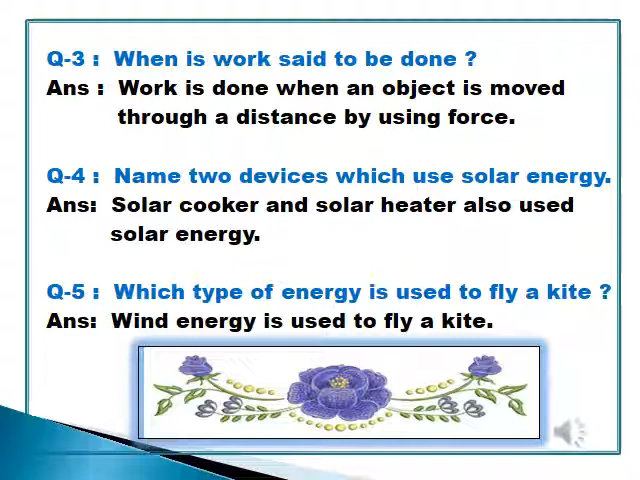 Q-3 : When is work said to be done ?
Ans : Work is done when an object is moved
through a distance by using force.
Q-4 : Name two devices which use solar energy.
Ans: Solar cooker and solar heater also used
solar energy.
Q-5 : Which type of energy is used to fly a kite ?
Ans: Wind energy is used to fly a kite.